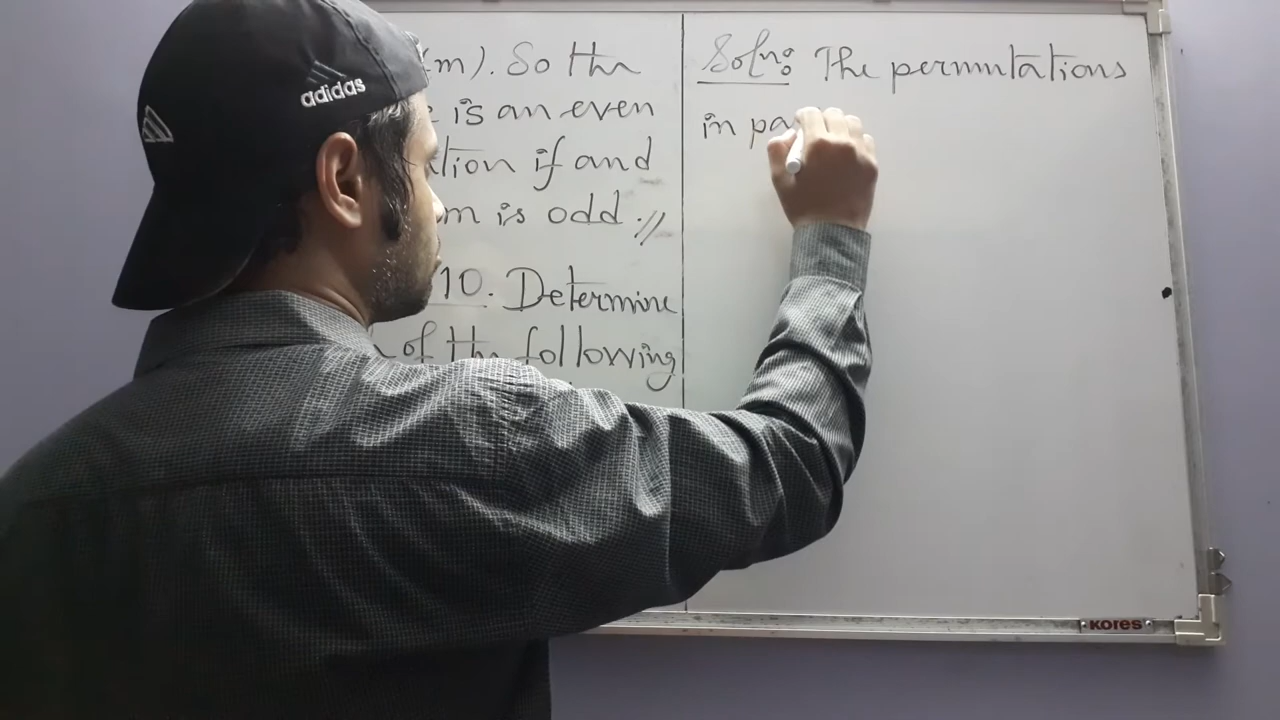 adidas
(m). So the
is an even
tion if and
m is odd.//
10. Determine
of the following
Soln: The permutations
in pa
KORES